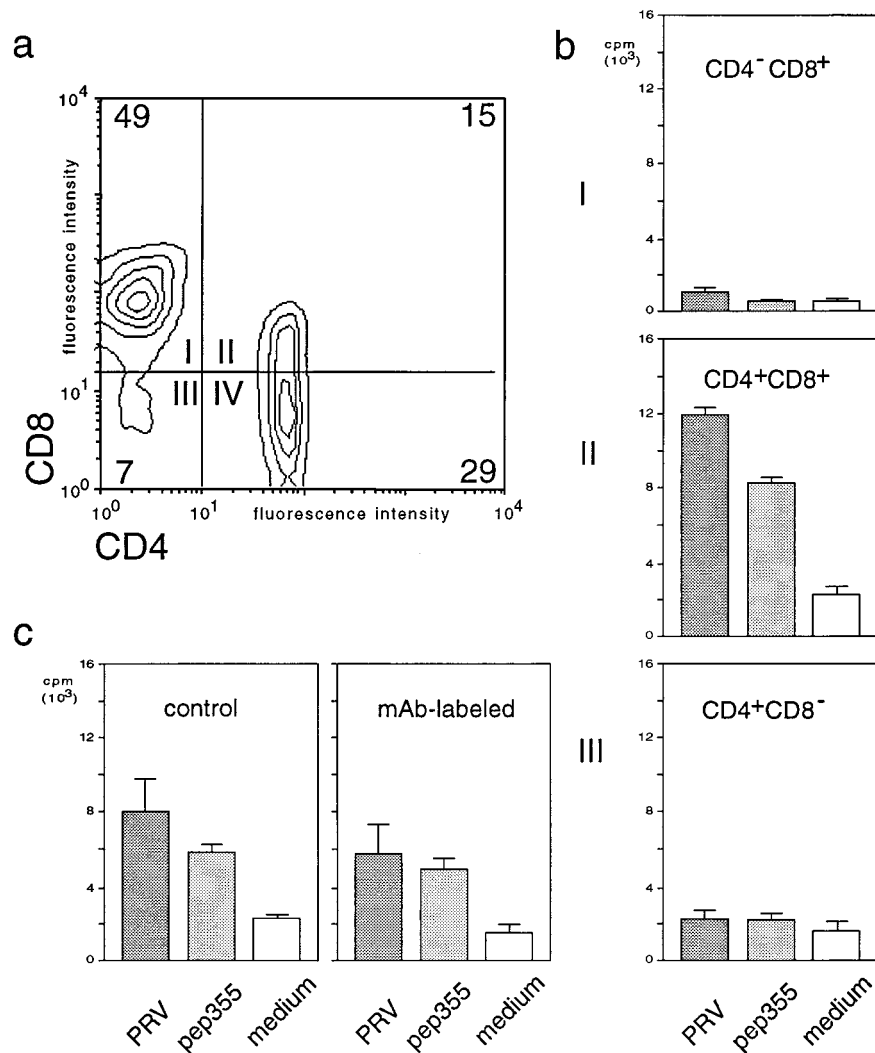 a
10⁴
49
15
fluorescence intensity
I
II
10¹
III
IV
CD8
7
29
10⁰
10⁰
10¹
fluorescence intensity
10⁴
CD4
b
cpm
(10³)
16
CD4⁻ CD8⁺
12
8
I
4
0
16
CD4⁺CD8⁺
12
II
8
4
0
16
CD4⁺CD8⁻
III
12
8
4
0
PRV
pep355
medium
c
cpm
(10³)
16
control
mAb-labeled
12
8
4
0
PRV
pep355
medium
PRV
pep355
medium